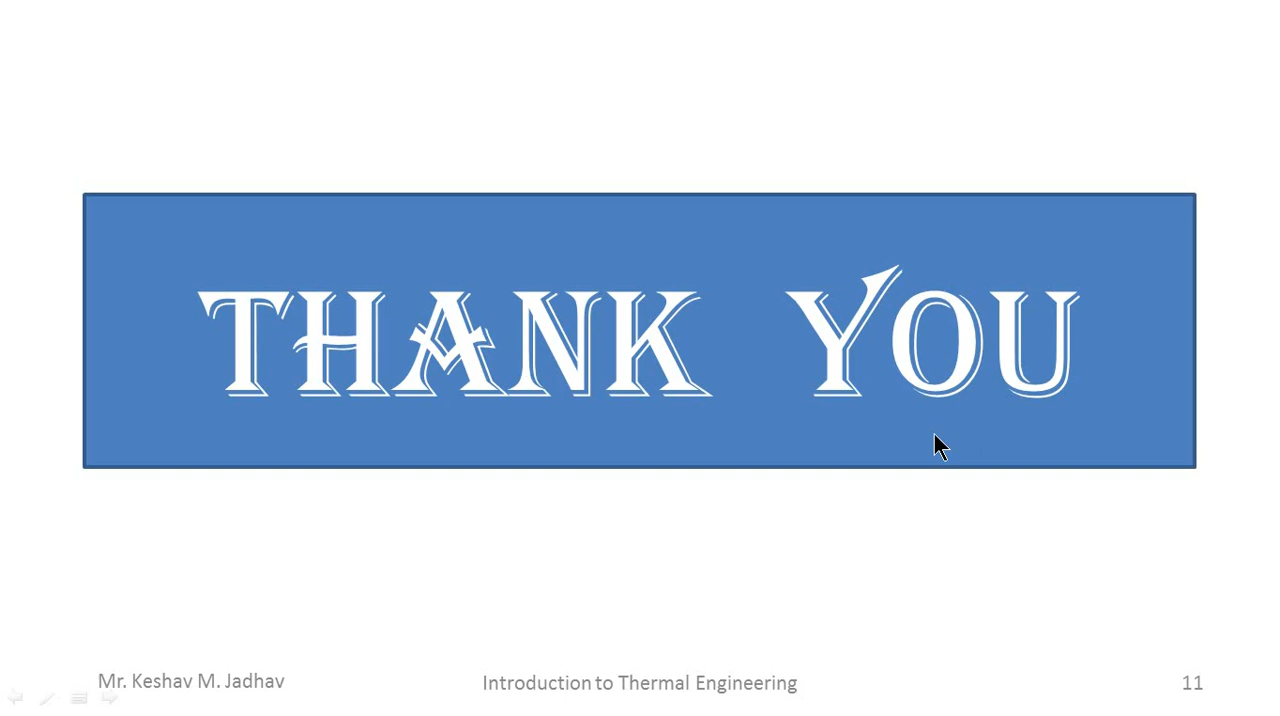 THANK YOU
Mr. Keshav M. Jadhav
Introduction to Thermal Engineering
11